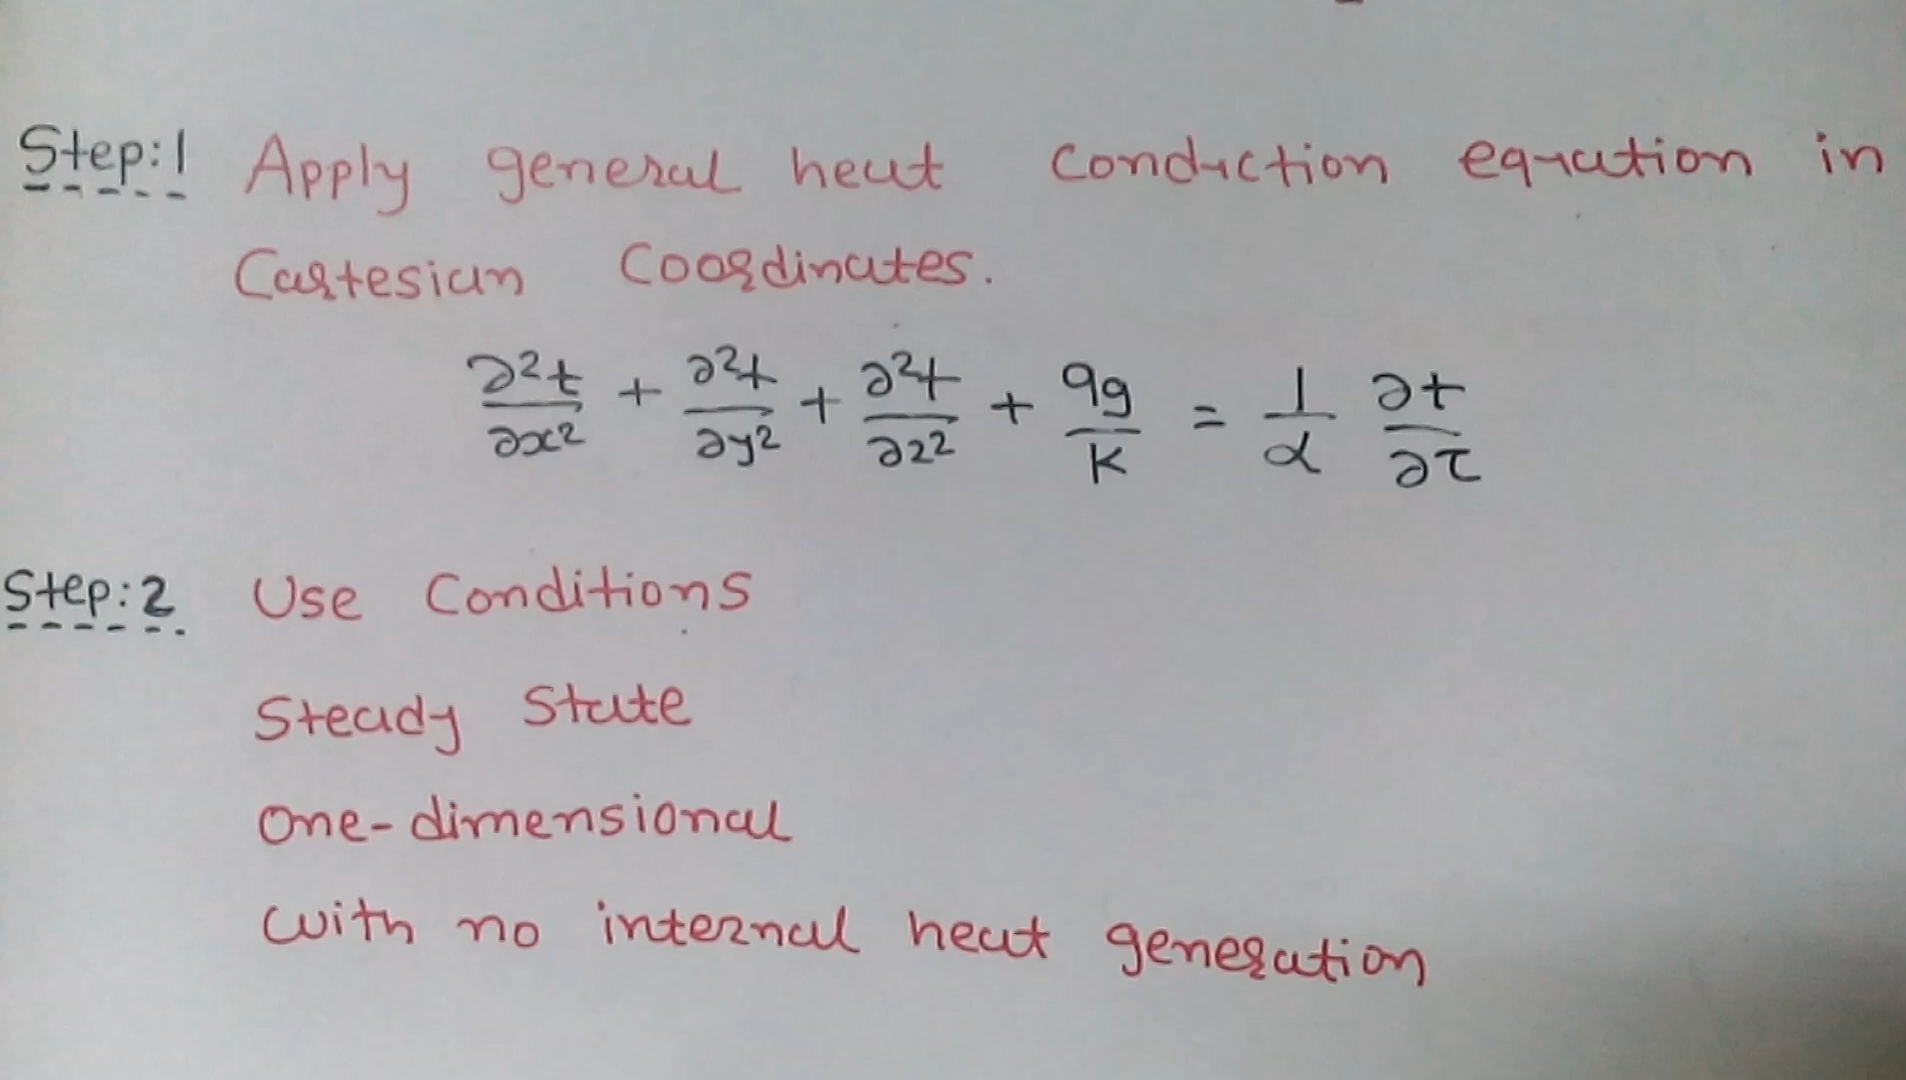 Step:1 Apply general heat conduction equation in
Cartesian Coordinates.
∂²t/∂x² + ∂²t/∂y² + ∂²t/∂z² + qg/k = 1/α ∂t/∂τ
Step:2 Use Conditions
Steady State
One-dimensional
With no internal heat generation